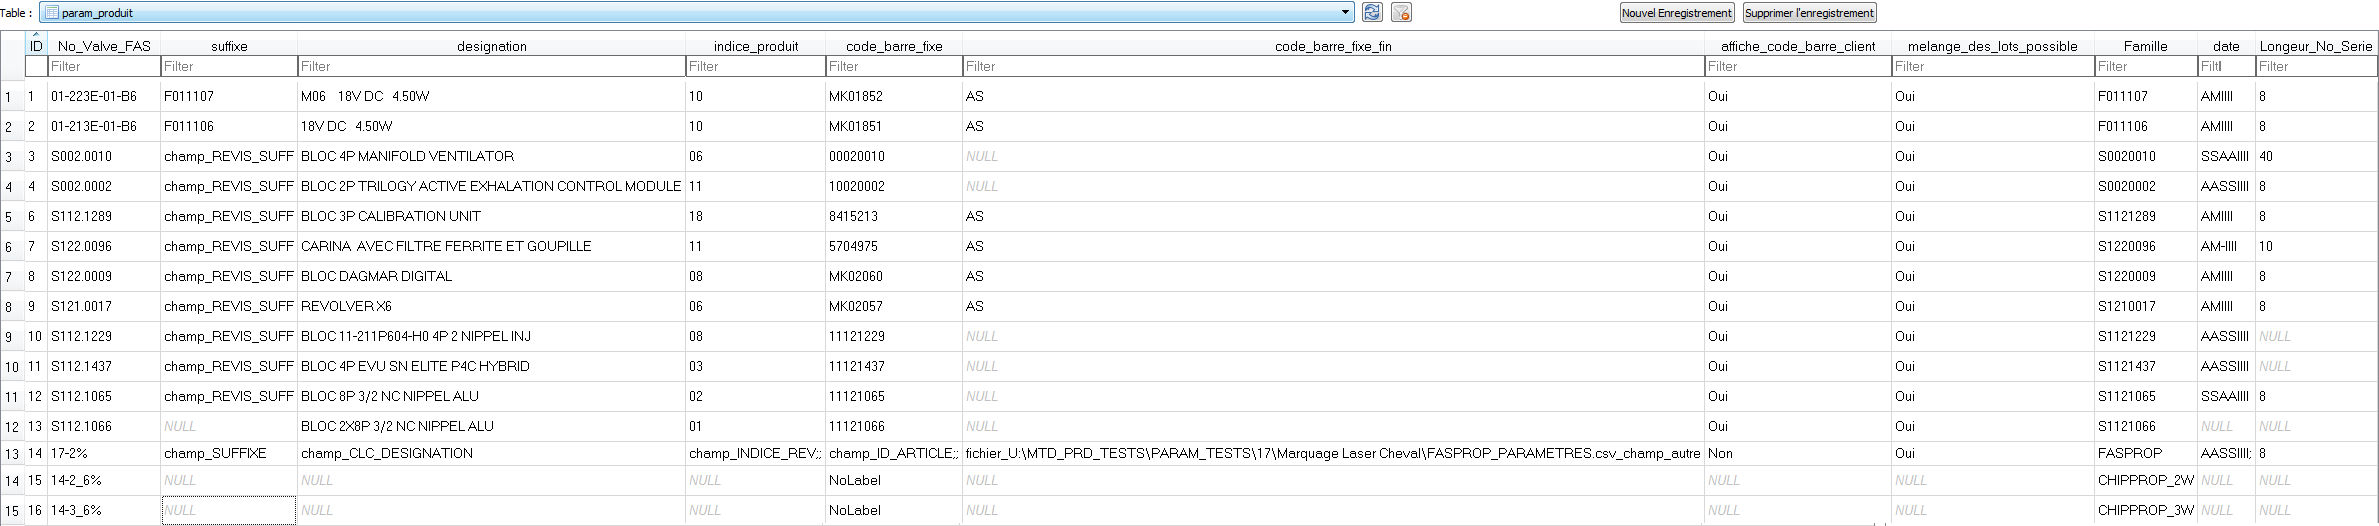 Table : param_produit Nouvel Enregistrement Supprimer l'enregistrement
ID No_Valve_FAS suffixe designation indice_produit code_barre_fixe code_barre_fixe_fin affiche_code_barre_client melange_des_lots_possible Famille date Longeur_No_Serie
Filter Filter Filter Filter Filter Filter Filter Filter Filter Filtl Filter
1 1 01-223E-01-B6 F011107 M06 18V DC 4.50W 10 MK01852 AS Oui Oui F011107 AMIIII 8
2 2 01-213E-01-B6 F011106 18V DC 4.50W 10 MK01851 AS Oui Oui F011106 AMIIII 8
3 3 S002.0010 champ_REVIS_SUFF BLOC 4P MANIFOLD VENTILATOR 06 00020010 NULL Oui Oui S0020010 SSAAIIII 40
4 4 S002.0002 champ_REVIS_SUFF BLOC 2P TRILOGY ACTIVE EXHALATION CONTROL MODULE 11 10020002 NULL Oui Oui S0020002 AASSIIII 8
5 6 S112.1289 champ_REVIS_SUFF BLOC 3P CALIBRATION UNIT 18 8415213 AS Oui Oui S1121289 AMIIII 8
6 7 S122.0096 champ_REVIS_SUFF CARINA AVEC FILTRE FERRITE ET GOUPILLE 11 5704975 AS Oui Oui S1220096 AM-IIII 10
7 8 S122.0009 champ_REVIS_SUFF BLOC DAGMAR DIGITAL 08 MK02060 AS Oui Oui S1220009 AMIIII 8
8 9 S121.0017 champ_REVIS_SUFF REVOLVER X6 06 MK02057 AS Oui Oui S1210017 AMIIII 8
9 10 S112.1229 champ_REVIS_SUFF BLOC 11-211P604-H0 4P 2 NIPPEL INJ 08 11121229 NULL Oui Oui S1121229 AASSIIII NULL
10 11 S112.1437 champ_REVIS_SUFF BLOC 4P EVU SN ELITE P4C HYBRID 03 11121437 NULL Oui Oui S1121437 AASSIIII NULL
11 12 S112.1065 champ_REVIS_SUFF BLOC 8P 3/2 NC NIPPEL ALU 02 11121065 NULL Oui Oui S1121065 SSAAIIII 8
12 13 S112.1066 NULL BLOC 2X8P 3/2 NC NIPPEL ALU 01 11121066 NULL Oui Oui S1121066 NULL NULL
13 14 17-2% champ_SUFFIXE champ_CLC_DESIGNATION champ_INDICE_REV;; champ_ID_ARTICLE;; fichier_U:\MTD_PRD_TESTS\PARAM_TESTS\17\Marquage Laser Cheval\FASPROP_PARAMETRES.csv_champ_autre Non Oui FASPROP AASSIIII; 8
14 15 14-2_6% NULL NULL NULL NoLabel NULL NULL NULL CHIPPROP_2W NULL NULL
15 16 14-3_6% NULL NULL NULL NoLabel NULL NULL NULL CHIPPROP_3W NULL NULL